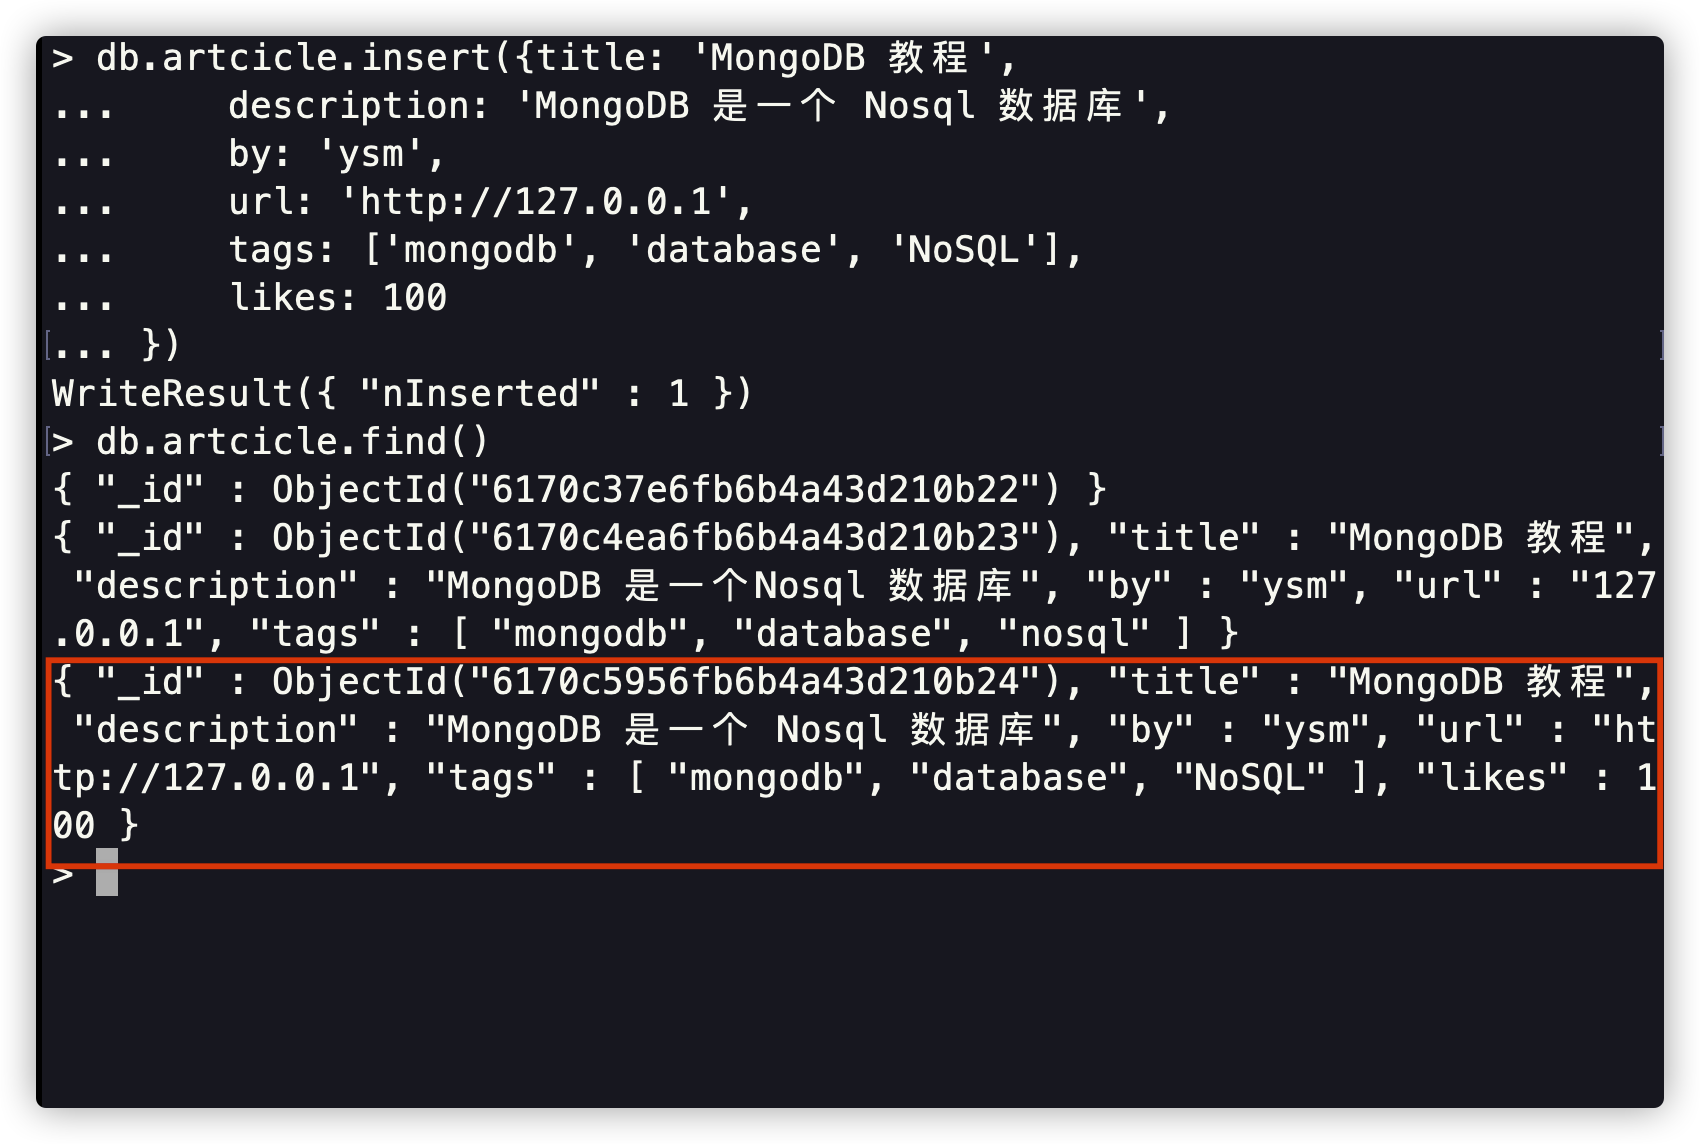 > db.artcicle.insert({title: 'MongoDB 教程',
...     description: 'MongoDB 是一个 Nosql 数据库',
...     by: 'ysm',
...     url: 'http://127.0.0.1',
...     tags: ['mongodb', 'database', 'NoSQL'],
...     likes: 100
[... })                                                                  ]
WriteResult({ "nInserted" : 1 })
[> db.artcicle.find()                                                    ]
{ "_id" : ObjectId("6170c37e6fb6b4a43d210b22") }
{ "_id" : ObjectId("6170c4ea6fb6b4a43d210b23"), "title" : "MongoDB 教程",
 "description" : "MongoDB 是一个Nosql 数据库", "by" : "ysm", "url" : "127
.0.0.1", "tags" : [ "mongodb", "database", "nosql" ] }
{ "_id" : ObjectId("6170c5956fb6b4a43d210b24"), "title" : "MongoDB 教程",
 "description" : "MongoDB 是一个 Nosql 数据库", "by" : "ysm", "url" : "ht
tp://127.0.0.1", "tags" : [ "mongodb", "database", "NoSQL" ], "likes" : 1
00 }
>